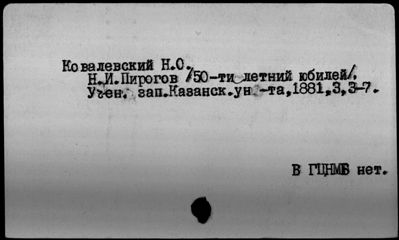 Ковалевский Н.О.
Н.И.Пирогов /50-ти летний юбилей/.
Учен. зап.Казанск.ун -та,1881,3,3-7.
В ГЦНМБ нет.